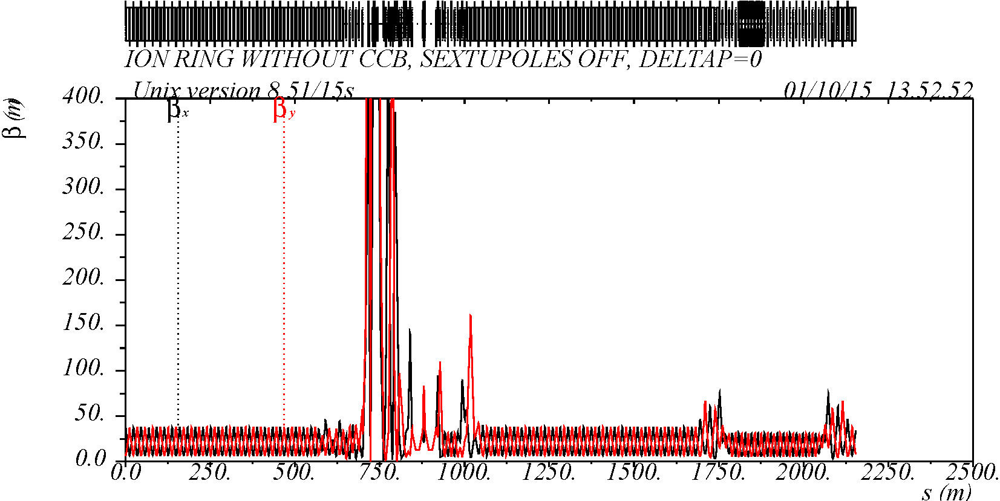 ION RING WITHOUT CCB, SEXTUPOLES OFF, DELTAP=0
Unix version 8.51/15s 01/10/15 13.52.52
βx βy
β (m)
400.
350.
300.
250.
200.
150.
100.
50.
0.0
0.0 250. 500. 750. 1000. 1250. 1500. 1750. 2000. 2250. 2500.
s (m)